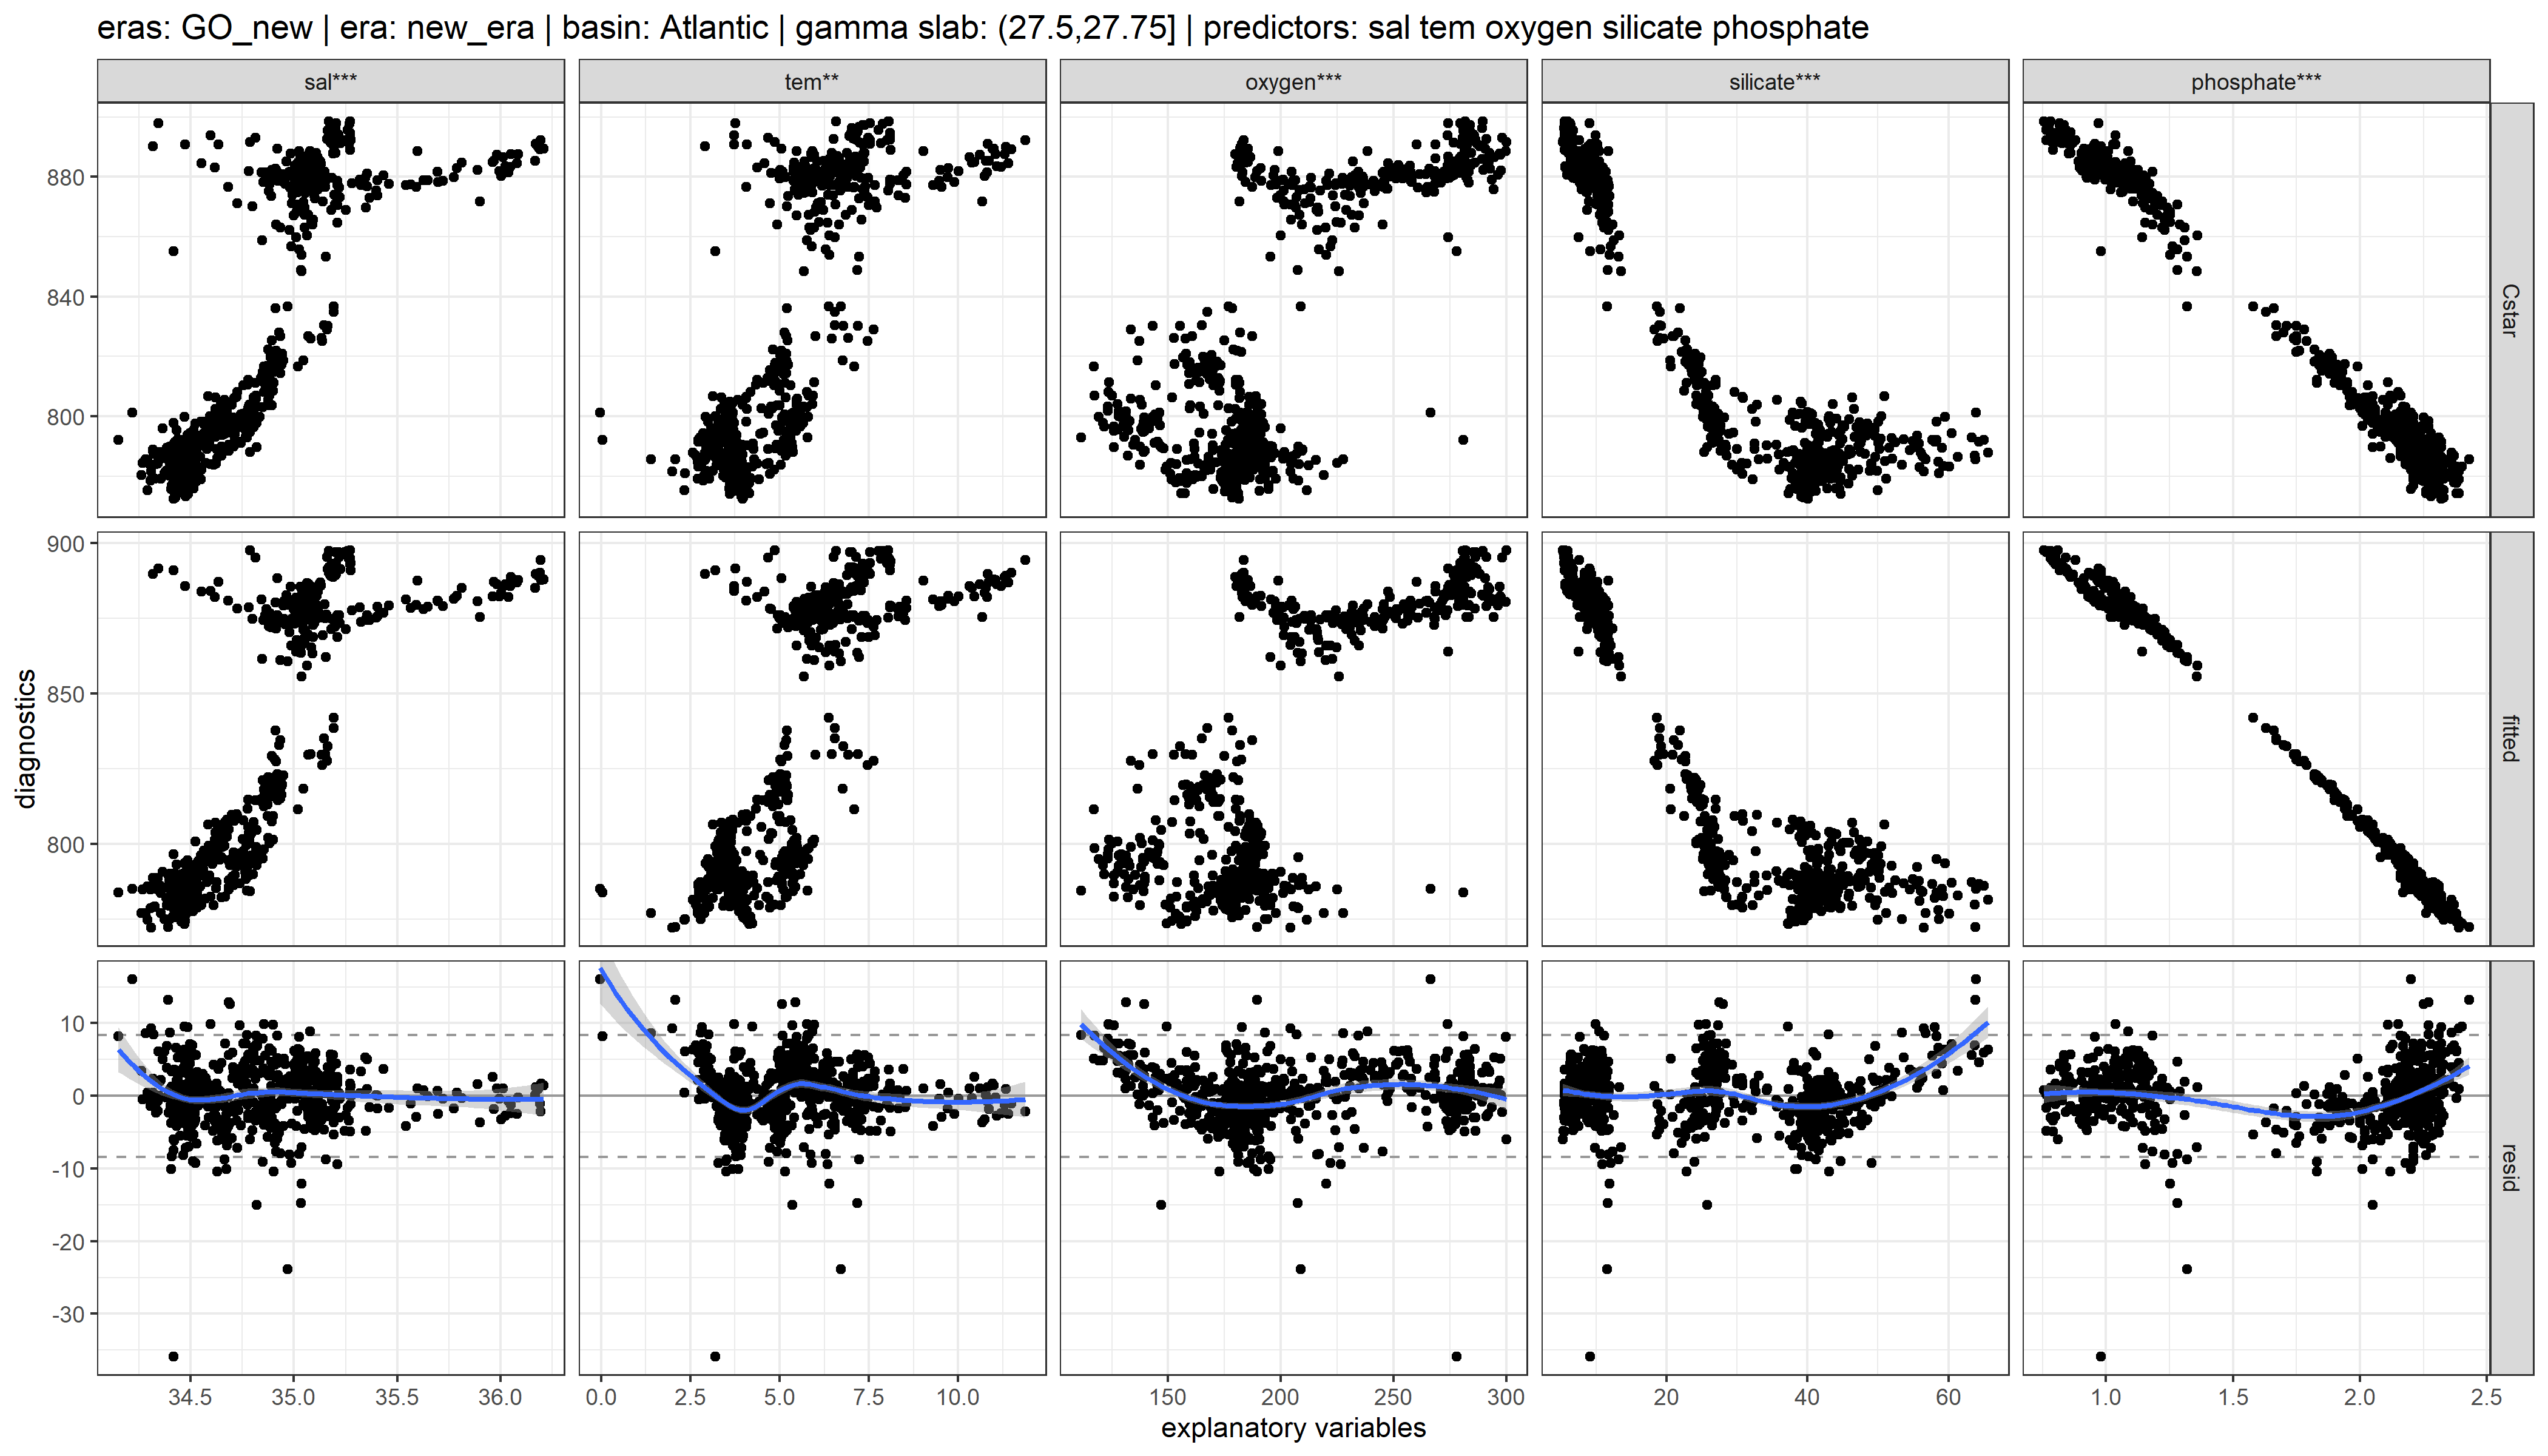 eras: GO_new | era: new_era | basin: Atlantic | gamma slab: (27.5,27.75] | predictors: sal tem oxygen silicate phosphate
sal*** tem** oxygen*** silicate*** phosphate***
880
840
800
Cstar
900
850
800
fitted
diagnostics
10
0
-10
-20
-30
resid
34.5 35.0 35.5 36.0 0.0 2.5 5.0 7.5 10.0 150 200 250 300 20 40 60 1.0 1.5 2.0 2.5
explanatory variables